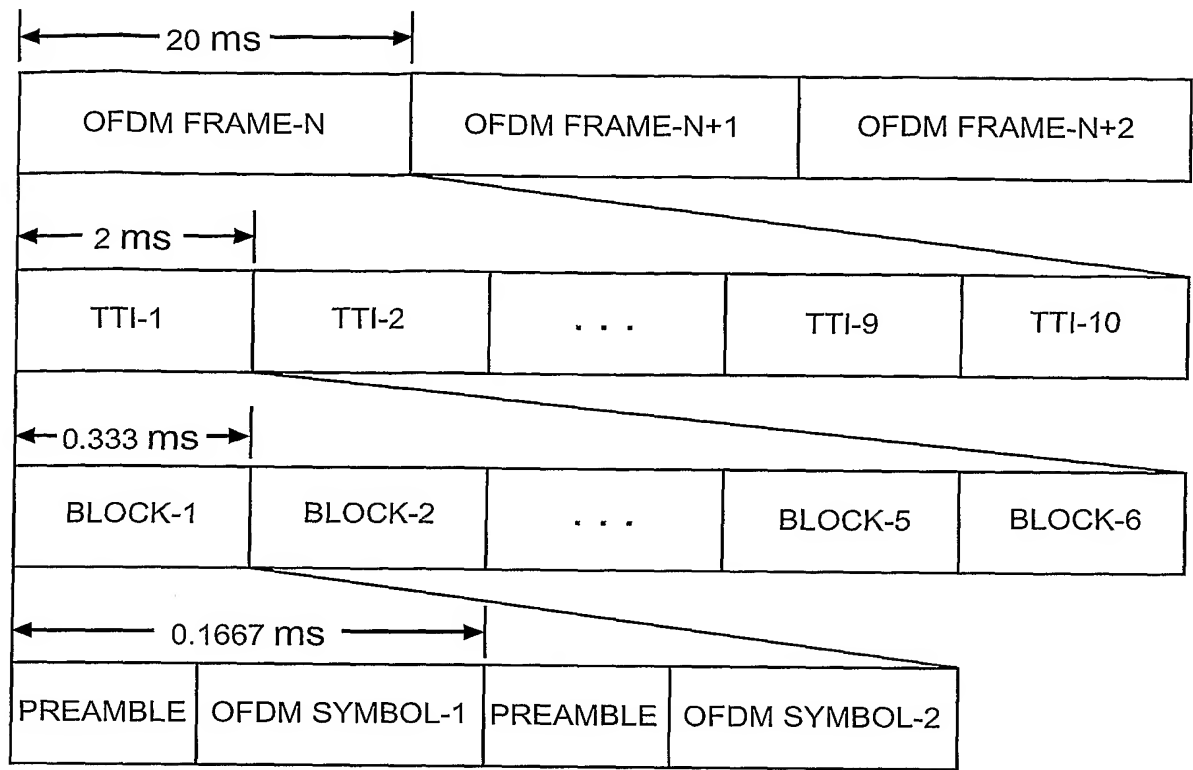 20 ms
OFDM FRAME-N OFDM FRAME-N+1 OFDM FRAME-N+2
2 ms
TTI-1 TTI-2 . . . TTI-9 TTI-10
0.333 ms
BLOCK-1 BLOCK-2 . . . BLOCK-5 BLOCK-6
0.1667 ms
PREAMBLE OFDM SYMBOL-1 PREAMBLE OFDM SYMBOL-2